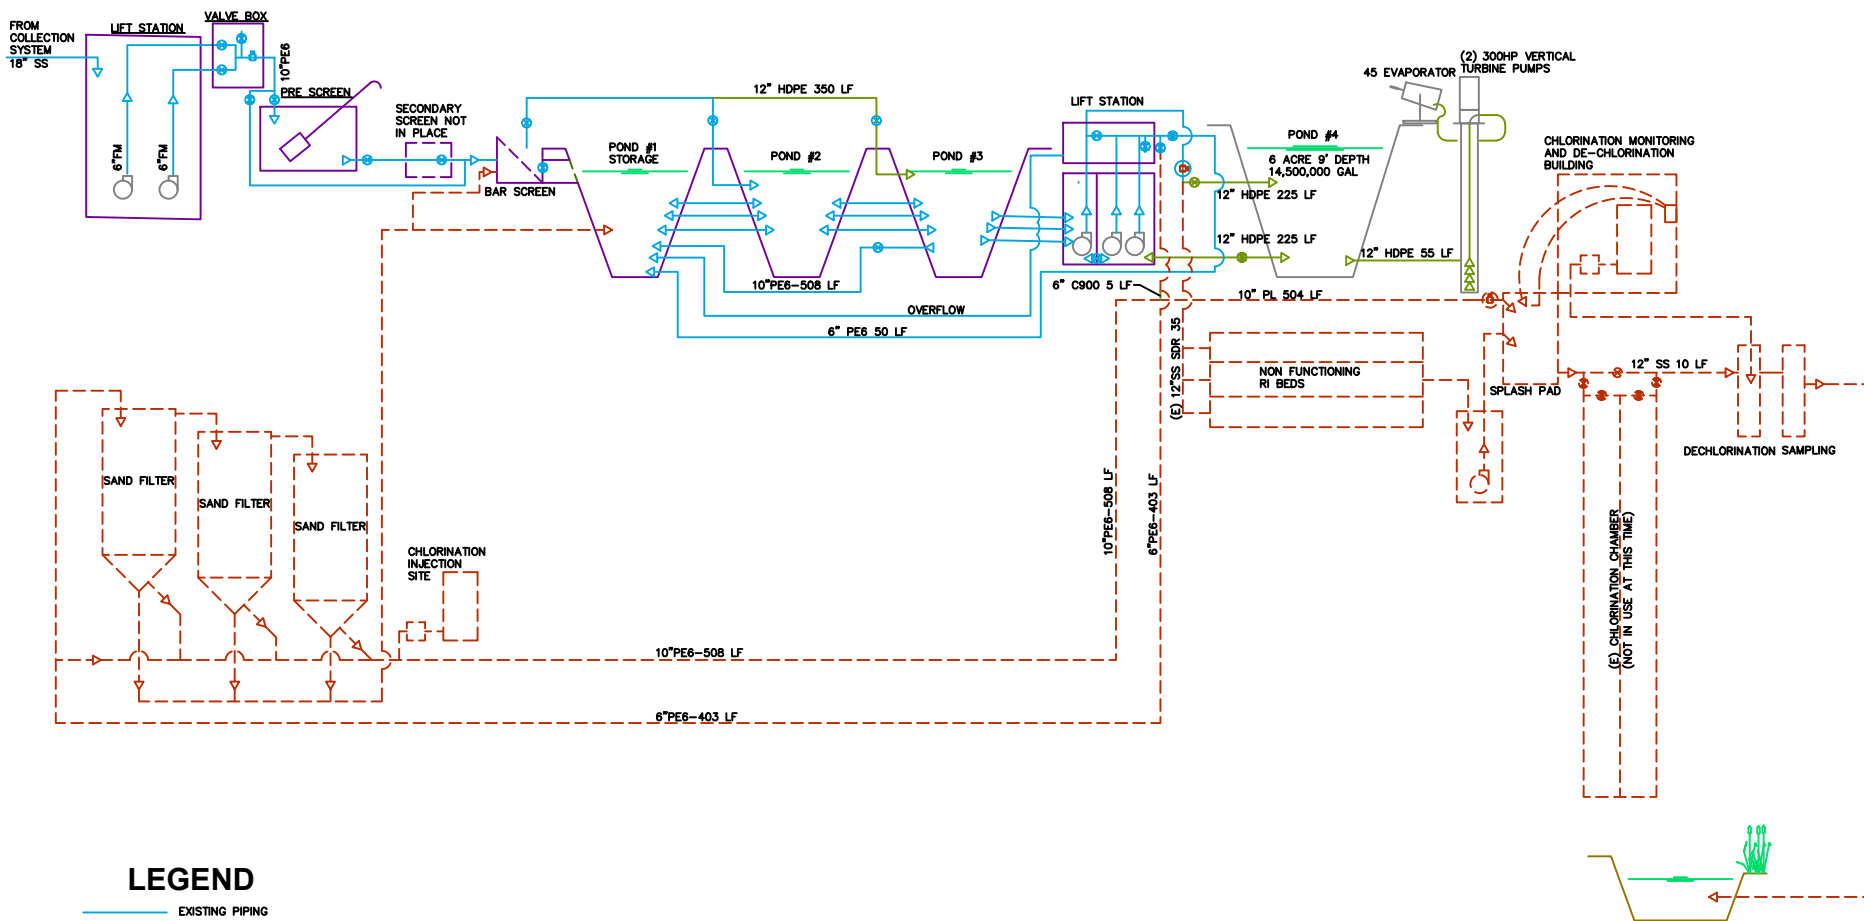 FROM
COLLECTION
SYSTEM
18" SS
LIFT STATION
VALVE BOX
10"PE6
6"FM
6"FM
PRE SCREEN
SECONDARY
SCREEN NOT
IN PLACE
BAR SCREEN
12" HDPE 350 LF
POND #1
STORAGE
POND #2
POND #3
LIFT STATION
POND #4
6 ACRE 9' DEPTH
14,500,000 GAL
45 EVAPORATOR
(2) 300HP VERTICAL
TURBINE PUMPS
CHLORINATION MONITORING
AND DE-CHLORINATION
BUILDING
12" HDPE 225 LF
12" HDPE 225 LF
12" HDPE 55 LF
10"PE6-508 LF
OVERFLOW
6" PE6 50 LF
6" C900 5 LF
10" PL 504 LF
(E) 12"SS SDR 35
NON FUNCTIONING
RI BEDS
SPLASH PAD
12" SS 10 LF
DECHLORINATION
SAMPLING
SAND FILTER
SAND FILTER
SAND FILTER
CHLORINATION
INJECTION
SITE
10"PE6-508 LF
6"PE6-403 LF
(E) CHLORINATION CHAMBER
(NOT IN USE AT THIS TIME)
10"PE6-508 LF
6"PE6-403 LF
LEGEND
EXISTING PIPING